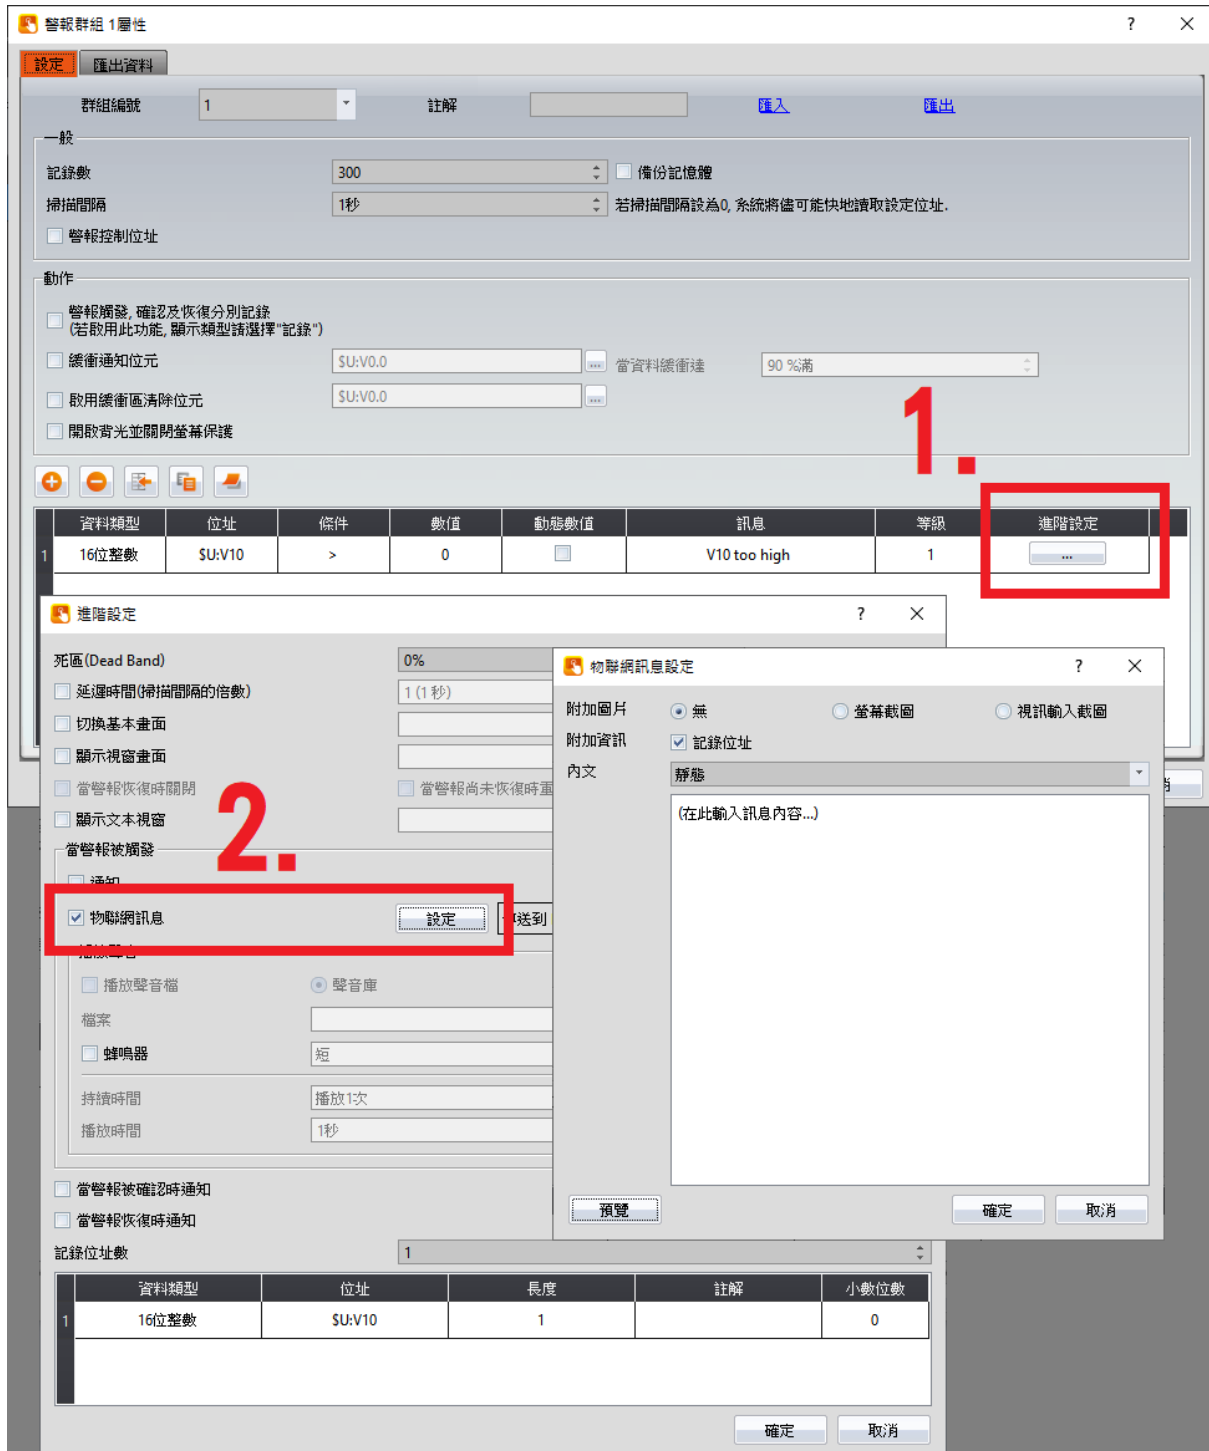 警報群組 1屬性
?
設定 匯出資料
群組編號 1 註解 匯入 匯出
一般
記錄數 300 備份記憶體
掃描間隔 1秒 若掃描間隔設為0, 系統將儘可能快地讀取設定位址.
警報控制位址
動作
警報觸發, 確認及恢復分別記錄
(若啟用此功能, 顯示類型請選擇"記錄")
緩衝通知位元 $U:V0.0 ... 當資料緩衝達 90 %滿
啟用緩衝區清除位元 $U:V0.0 ...
開啟背光並關閉螢幕保護
1.
資料類型 位址 條件 數值 動態數值 訊息 等級 進階設定
1 16位整數 $U:V10 > 0 V10 too high 1 ...
進階設定 ?
死區(Dead Band) 0%
延遲時間(掃描間隔的倍數) 1 (1 秒)
切換基本畫面
顯示視窗畫面
當警報恢復時關閉 當警報尚未恢復時重
顯示文本視窗
2.
當警報被觸發
通知
物聯網訊息 設定 送到
播放聲音檔 聲音庫
檔案
蜂鳴器 短
持續時間 播放1次
播放時間 1秒
當警報被確認時通知
當警報恢復時通知
記錄位址數 1
資料類型 位址 長度 註解 小數位數
1 16位整數 $U:V10 1 0
確定 取消
物聯網訊息設定 ?
附加圖片 無 螢幕截圖 視訊輸入截圖
附加資訊 記錄位址
內文 靜態
(在此輸入訊息內容...)
預覽 確定 取消